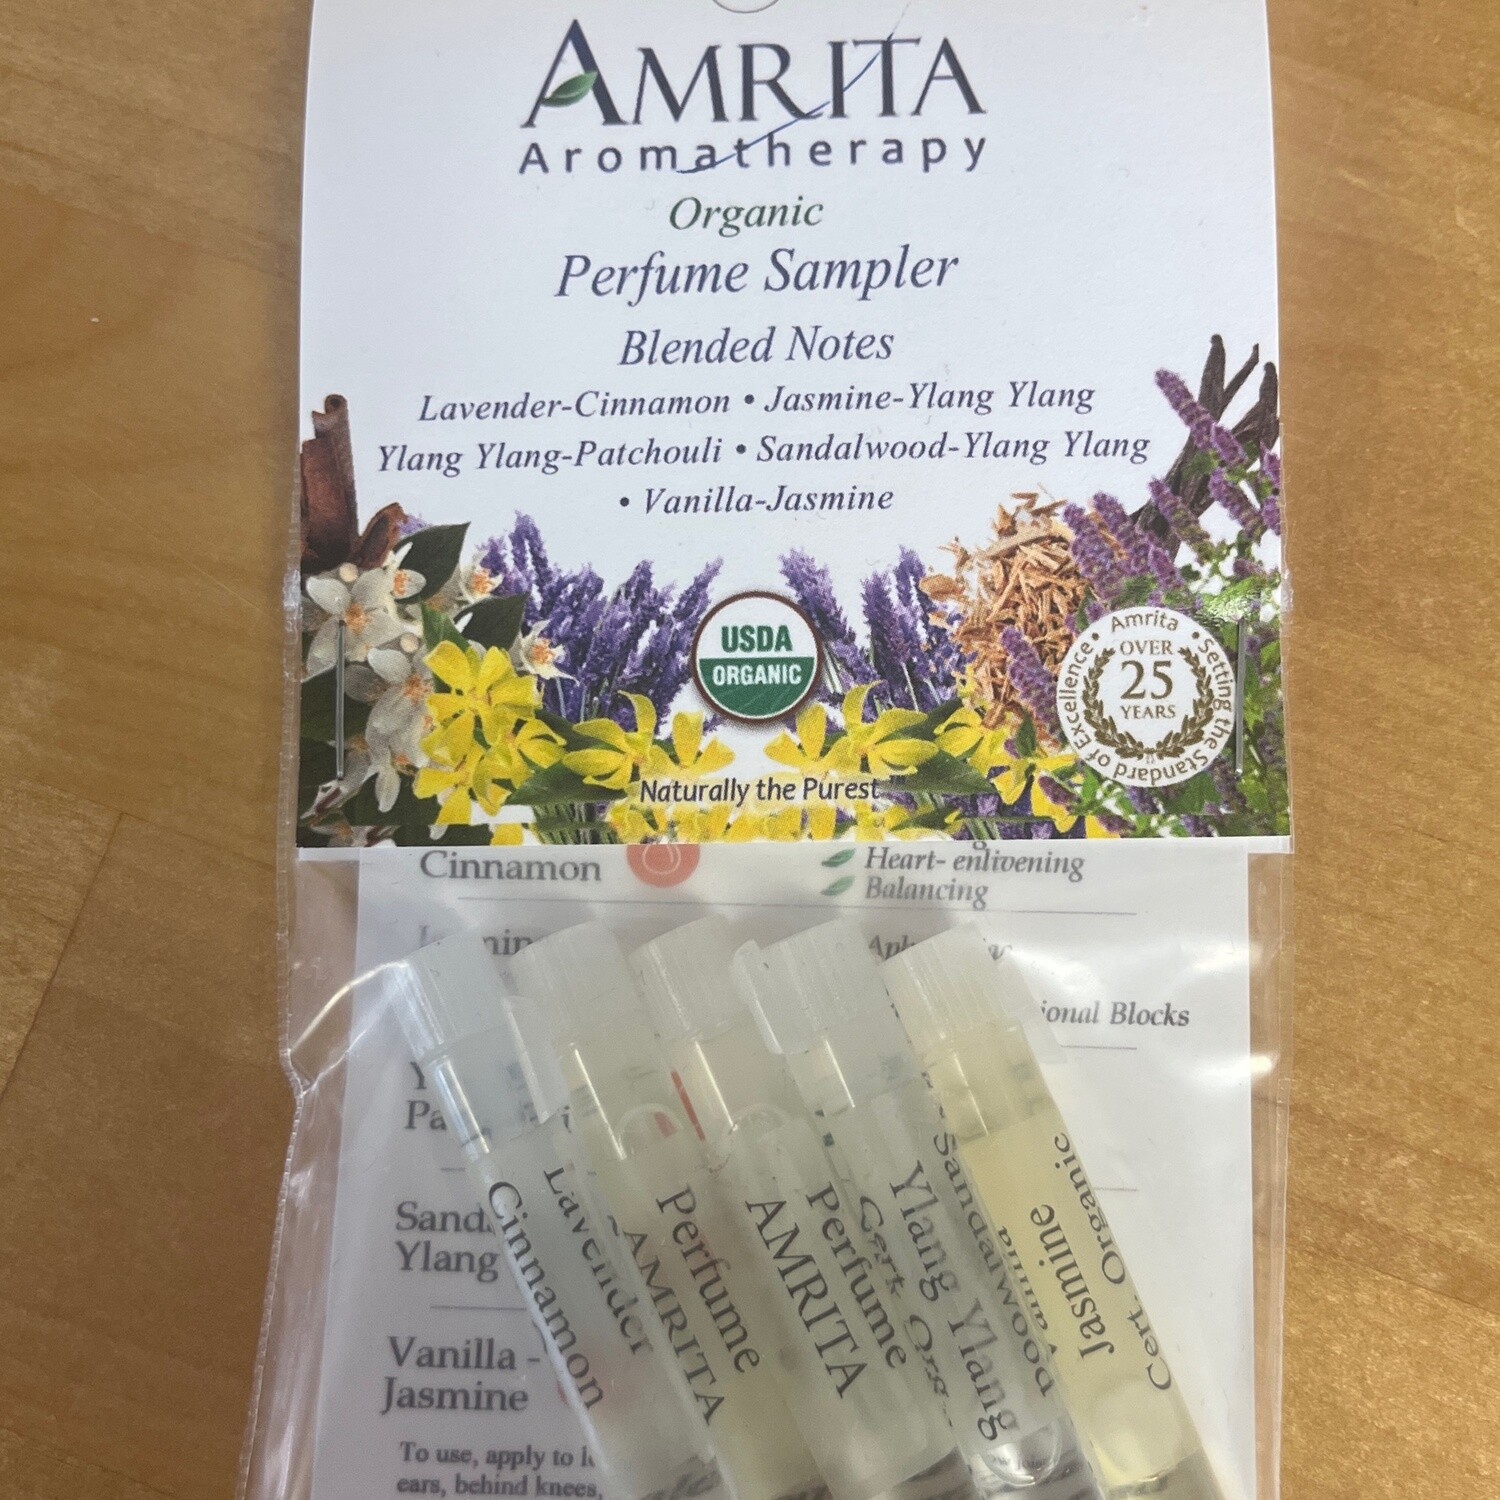 AMRITA
Aromatherapy
Organic
Perfume Sampler
Blended Notes
Lavender-Cinnamon • Jasmine-Ylang Ylang
Ylang Ylang-Patchouli • Sandalwood-Ylang Ylang
• Vanilla-Jasmine
USDA
ORGANIC
Amrita • Setting the Standard of Excellence •
OVER
25
YEARS
Naturally the Purest™
Cinnamon
Heart- enlivening
Balancing
Blocks
Ylang
Vanilla -
Jasmine
To use, apply to
ears, behind knees,
Cinnamon
Lavender
AMRITA
Perfume
AMRITA
Perfume
Cert.
Ylang Ylang
Sandalwood
Vanilla
Jasmine
Cert. Organic